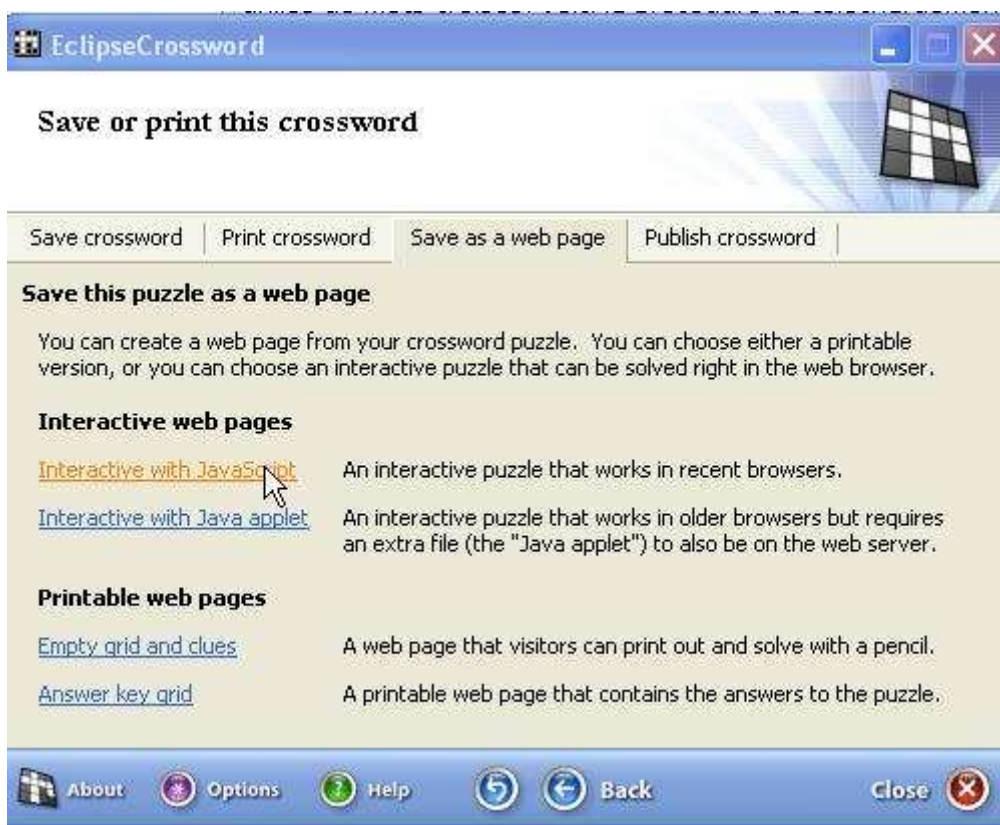 EclipseCrossword
Save or print this crossword
Save crossword Print crossword Save as a web page Publish crossword
Save this puzzle as a web page
You can create a web page from your crossword puzzle. You can choose either a printable
version, or you can choose an interactive puzzle that can be solved right in the web browser.
Interactive web pages
Interactive with JavaScript An interactive puzzle that works in recent browsers.
Interactive with Java applet An interactive puzzle that works in older browsers but requires
an extra file (the "Java applet") to also be on the web server.
Printable web pages
Empty grid and clues A web page that visitors can print out and solve with a pencil.
Answer key grid A printable web page that contains the answers to the puzzle.
About Options Help Back Close